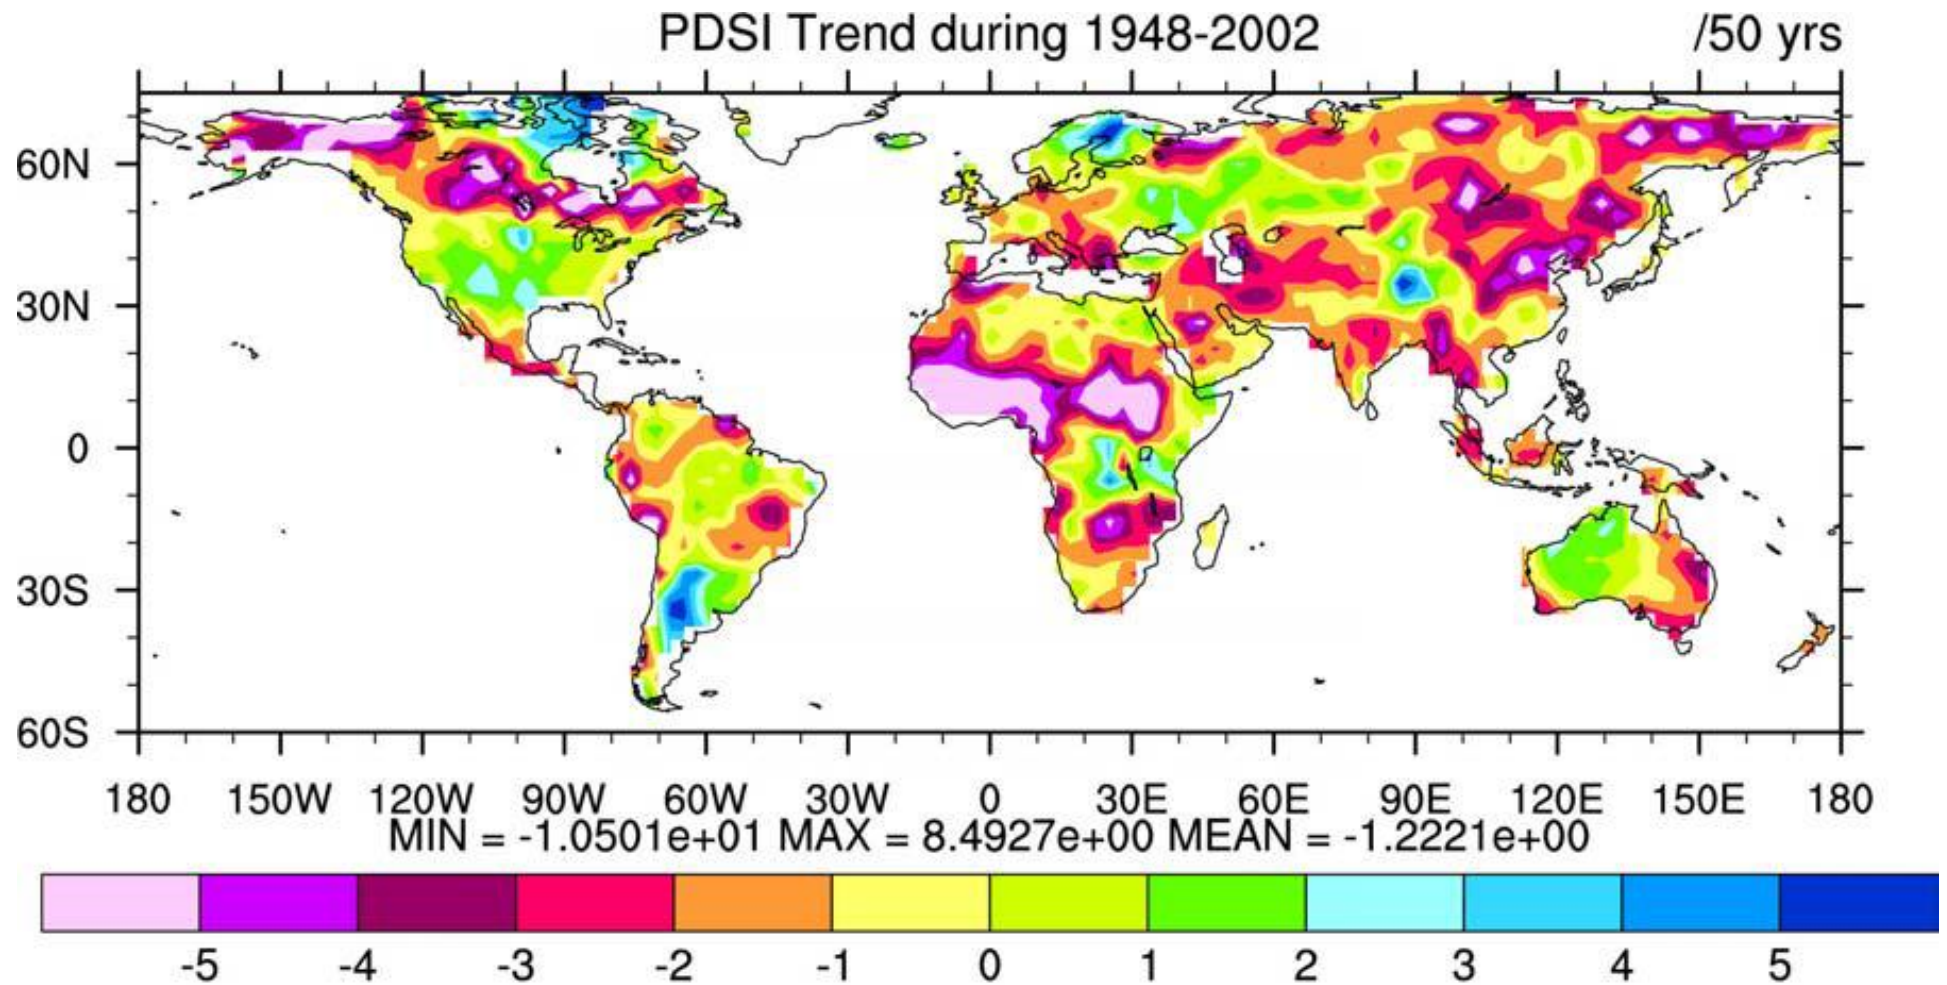 PDSI Trend during 1948-2002 /50 yrs
60N
30N
0
30S
60S
180 150W 120W 90W 60W 30W 0 30E 60E 90E 120E 150E 180
MIN = -1.0501e+01 MAX = 8.4927e+00 MEAN = -1.2221e+00
-5 -4 -3 -2 -1 0 1 2 3 4 5